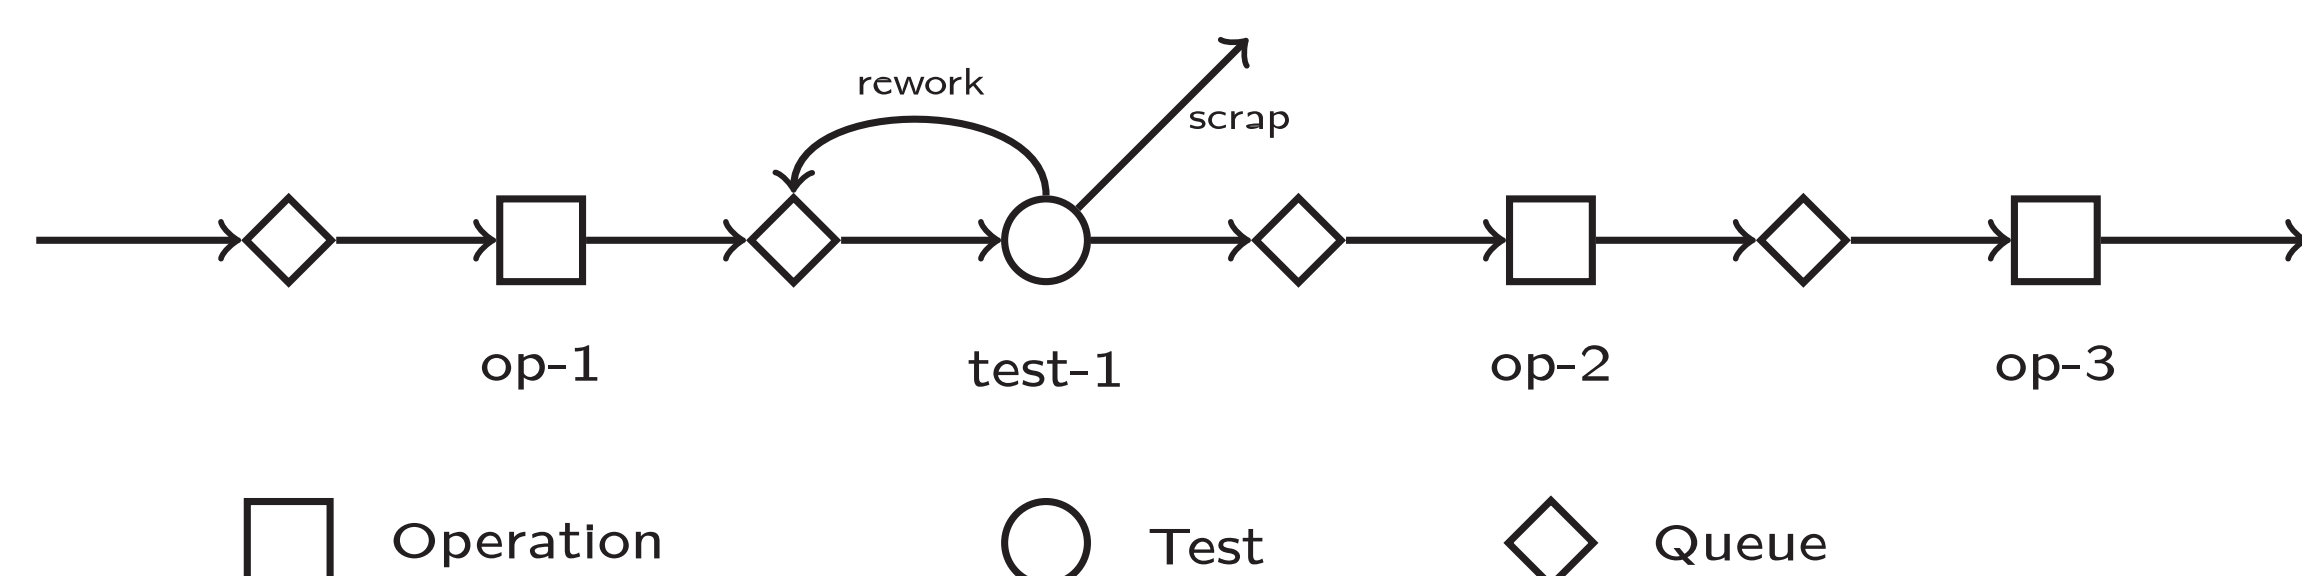 rework
scrap
op-1
test-1
op-2
op-3
Operation
Test
Queue